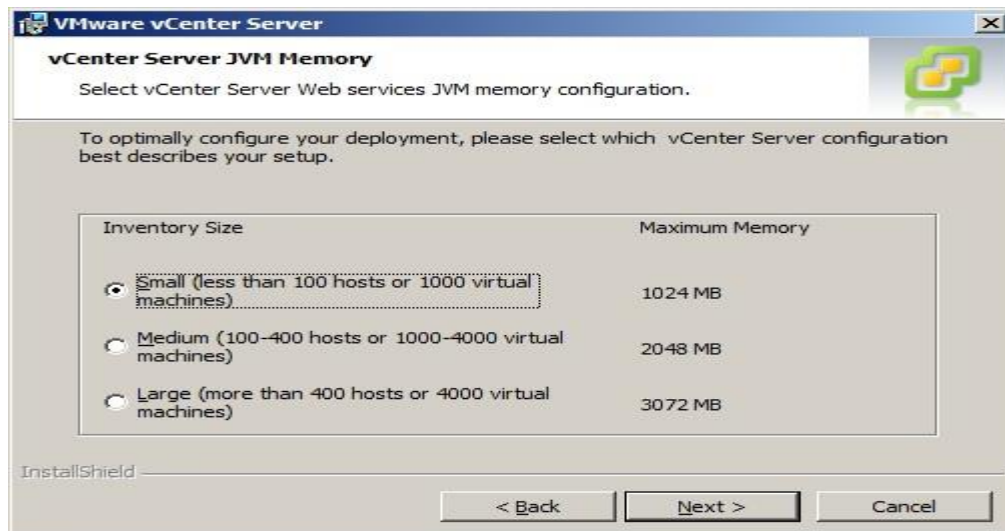 VMware vCenter Server
vCenter Server JVM Memory
Select vCenter Server Web services JVM memory configuration.
To optimally configure your deployment, please select which vCenter Server configuration
best describes your setup.
Inventory Size Maximum Memory
Small (less than 100 hosts or 1000 virtual
machines) 1024 MB
Medium (100-400 hosts or 1000-4000 virtual
machines) 2048 MB
Large (more than 400 hosts or 4000 virtual
machines) 3072 MB
InstallShield
< Back Next > Cancel